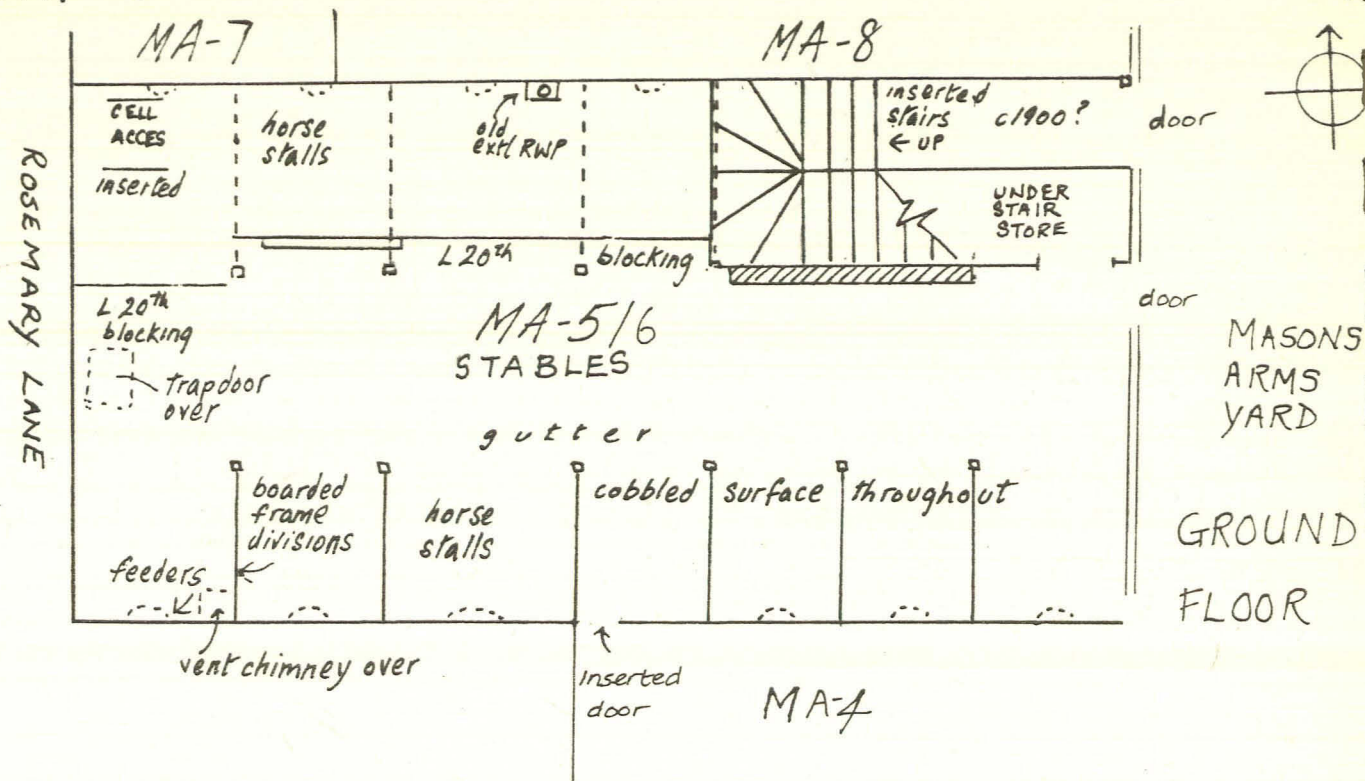 MA-7
MA-8
CELL
ACCES
inserted
horse
stalls
old
extl RWP
inserted
stairs c1900?
← UP
door
UNDER
STAIR
STORE
ROSEMARY LANE
L 20th blocking
L 20th
blocking
trapdoor
over
MA-5/6
STABLES
door
MASONS
ARMS
YARD
gutter
boarded
frame
divisions
horse
stalls
cobbled surface throughout
feeders
vent chimney over
inserted
door
MA-4
GROUND
FLOOR